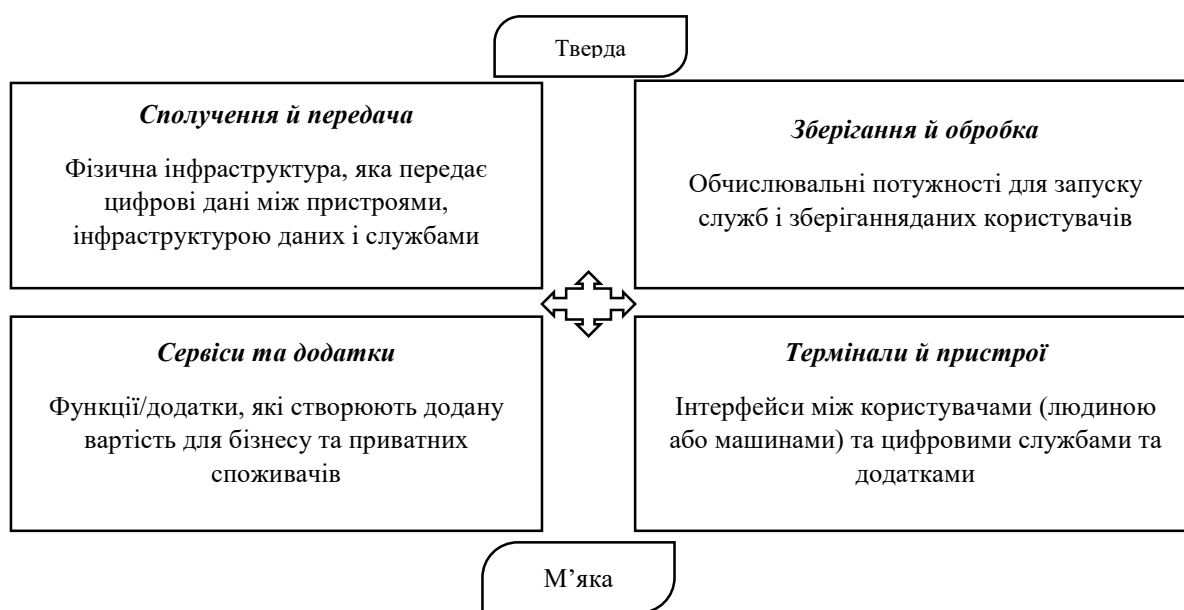 Тверда
Сполучення й передача
Фізична інфраструктура, яка передає
цифрові дані між пристроями,
інфраструктурою даних і службами
Зберігання й обробка
Обчислювальні потужності для запуску
служб і зберіганняданих користувачів
Сервіси та додатки
Функції/додатки, які створюють додану
вартість для бізнесу та приватних
споживачів
Термінали й пристрої
Інтерфейси між користувачами (людиною
або машинами) та цифровими службами та
додатками
М’яка